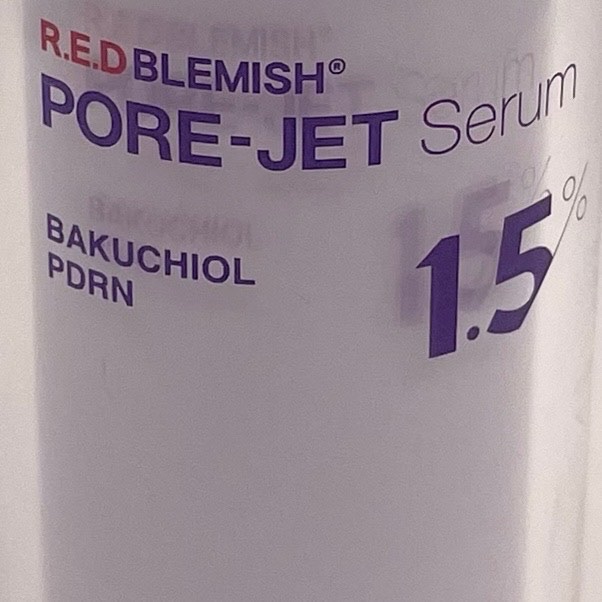 R.E.D BLEMISH®
PORE-JET Serum
BAKUCHIOL
PDRN
1.5%